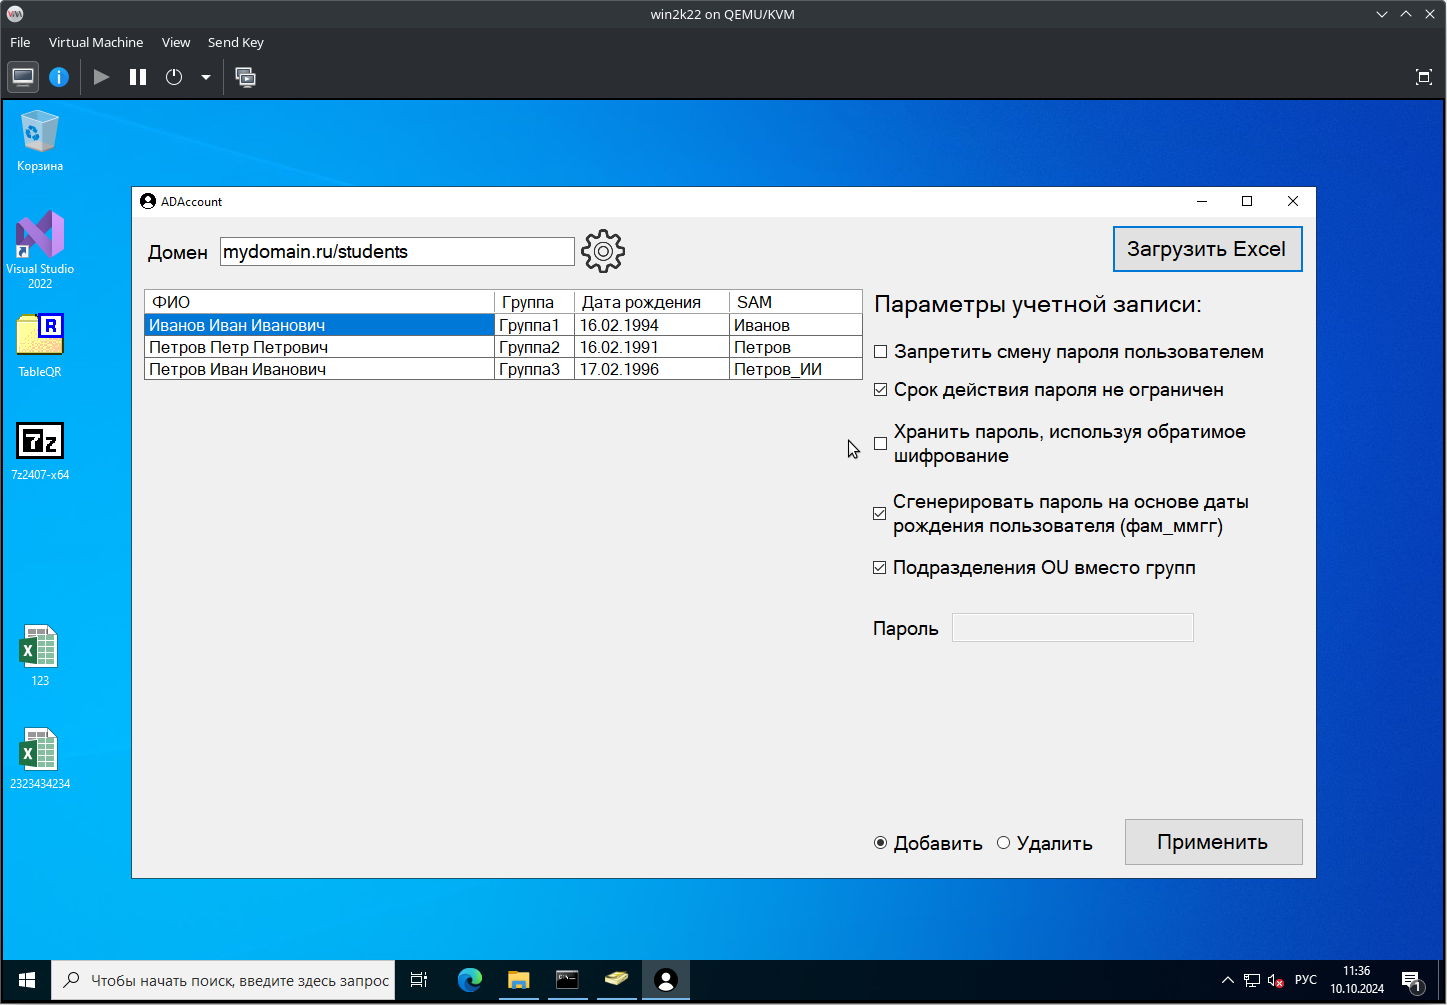 win2k22 on QEMU/KVM
File Virtual Machine View Send Key
Корзина
Visual Studio
2022
TableQR
7z2407-x64
123
2323434234
ADAccount
Домен mydomain.ru/students
Загрузить Excel
ФИО Группа Дата рождения SAM
Иванов Иван Иванович Группа1 16.02.1994 Иванов
Петров Петр Петрович Группа2 16.02.1991 Петров
Петров Иван Иванович Группа3 17.02.1996 Петров_ИИ
Параметры учетной записи:
Запретить смену пароля пользователем
Срок действия пароля не ограничен
Хранить пароль, используя обратимое
шифрование
Сгенерировать пароль на основе даты
рождения пользователя (фам_ммгг)
Подразделения OU вместо групп
Пароль
Добавить Удалить Применить
Чтобы начать поиск, введите здесь запрос
РУС
11:36
10.10.2024
1